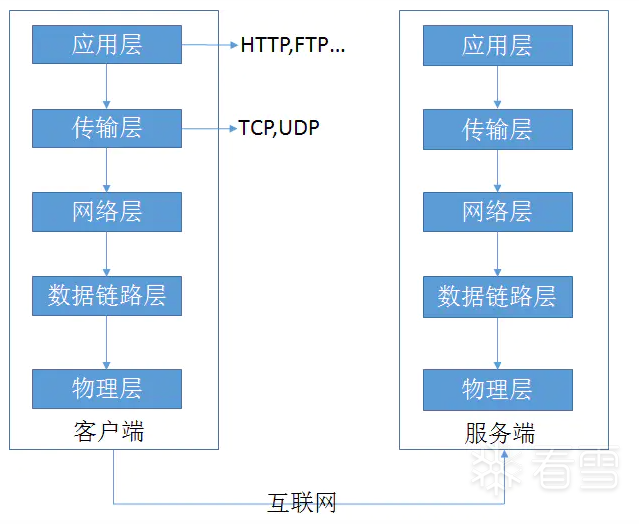 应用层
HTTP,FTP...
传输层
TCP,UDP
网络层
数据链路层
物理层
客户端
应用层
传输层
网络层
数据链路层
物理层
服务端
互联网
看雪